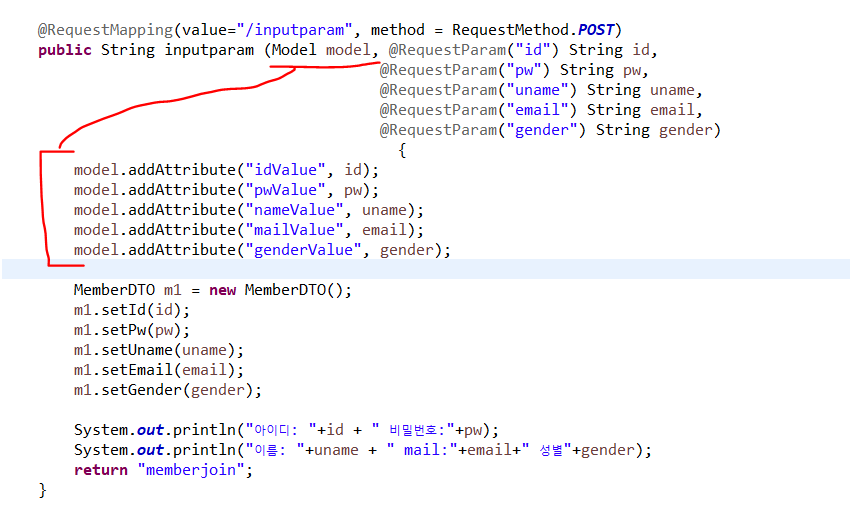 @RequestMapping(value="/inputparam", method = RequestMethod.POST)
public String inputparam (Model model, @RequestParam("id") String id,
@RequestParam("pw") String pw,
@RequestParam("uname") String uname,
@RequestParam("email") String email,
@RequestParam("gender") String gender)
{
model.addAttribute("idValue", id);
model.addAttribute("pwValue", pw);
model.addAttribute("nameValue", uname);
model.addAttribute("mailValue", email);
model.addAttribute("genderValue", gender);
MemberDTO m1 = new MemberDTO();
m1.setId(id);
m1.setPw(pw);
m1.setUname(uname);
m1.setEmail(email);
m1.setGender(gender);
System.out.println("아이디: "+id + " 비밀번호:"+pw);
System.out.println("이름: "+uname + " mail:"+email+" 성별"+gender);
return "memberjoin";
}